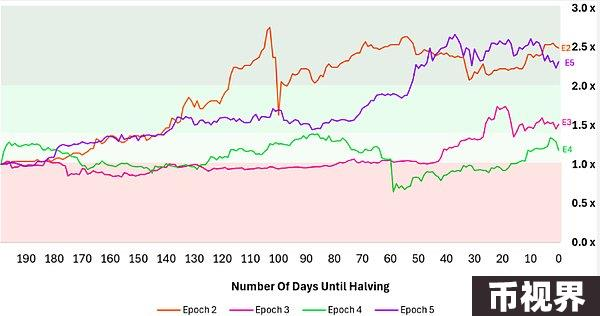 3.0 x
2.5 x
2.0 x
1.5 x
1.0 x
0.5 x
0.0 x
E2
E5
E3
E4
190 180 170 160 150 140 130 120 110 100 90 80 70 60 50 40 30 20 10 0
Number Of Days Until Halving
Epoch 2 Epoch 3 Epoch 4 Epoch 5
币视界